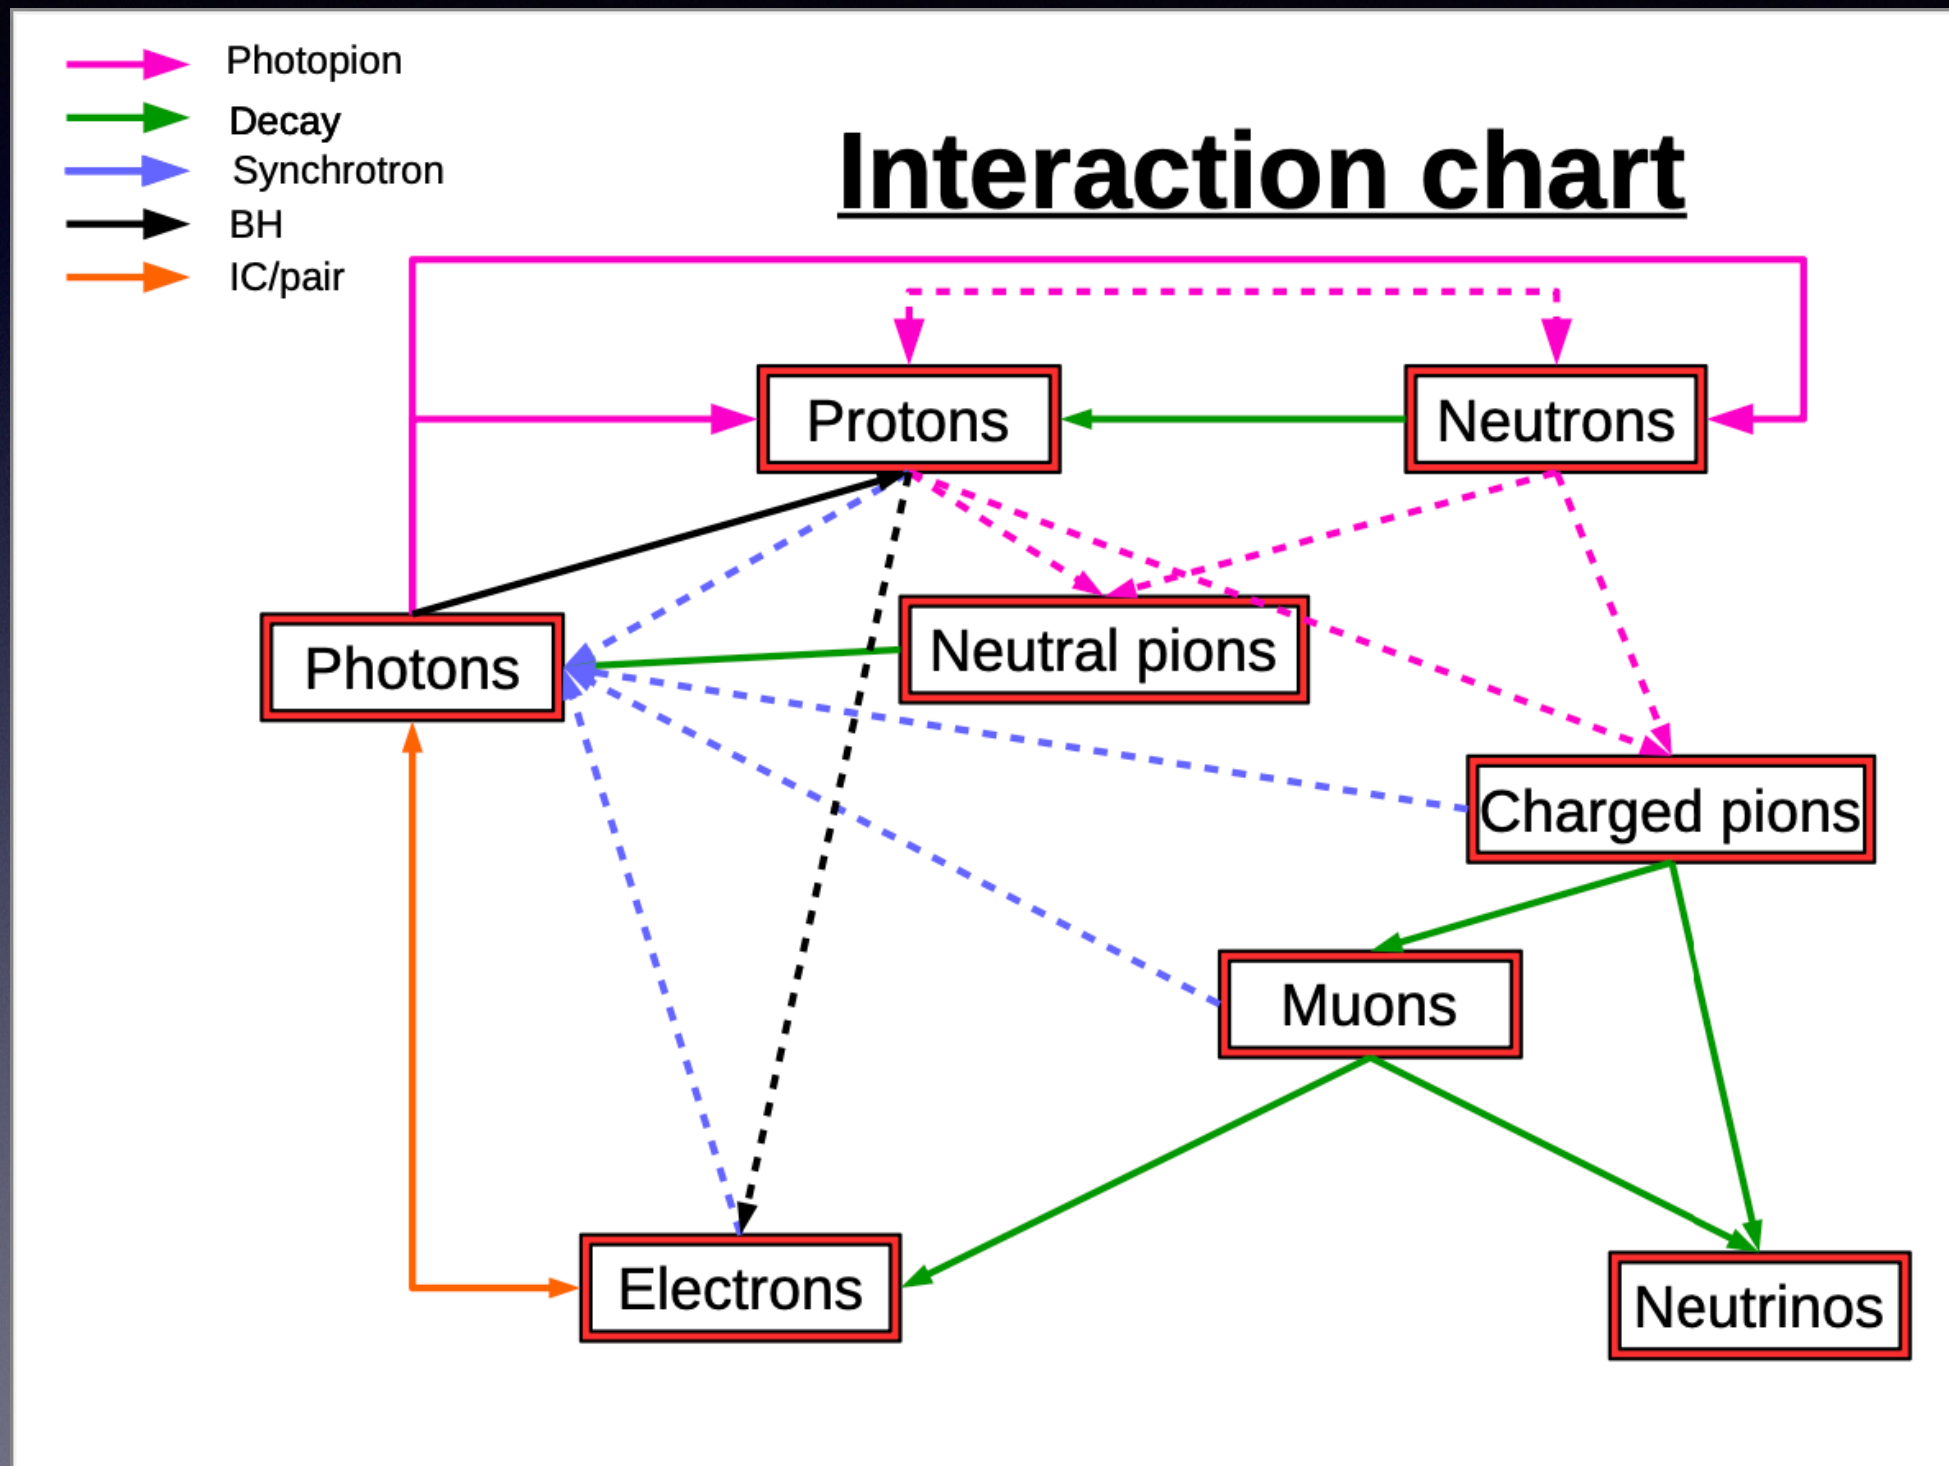 Photopion
Decay
Synchrotron
BH
IC/pair
Interaction chart
Protons
Neutrons
Photons
Neutral pions
Charged pions
Muons
Electrons
Neutrinos